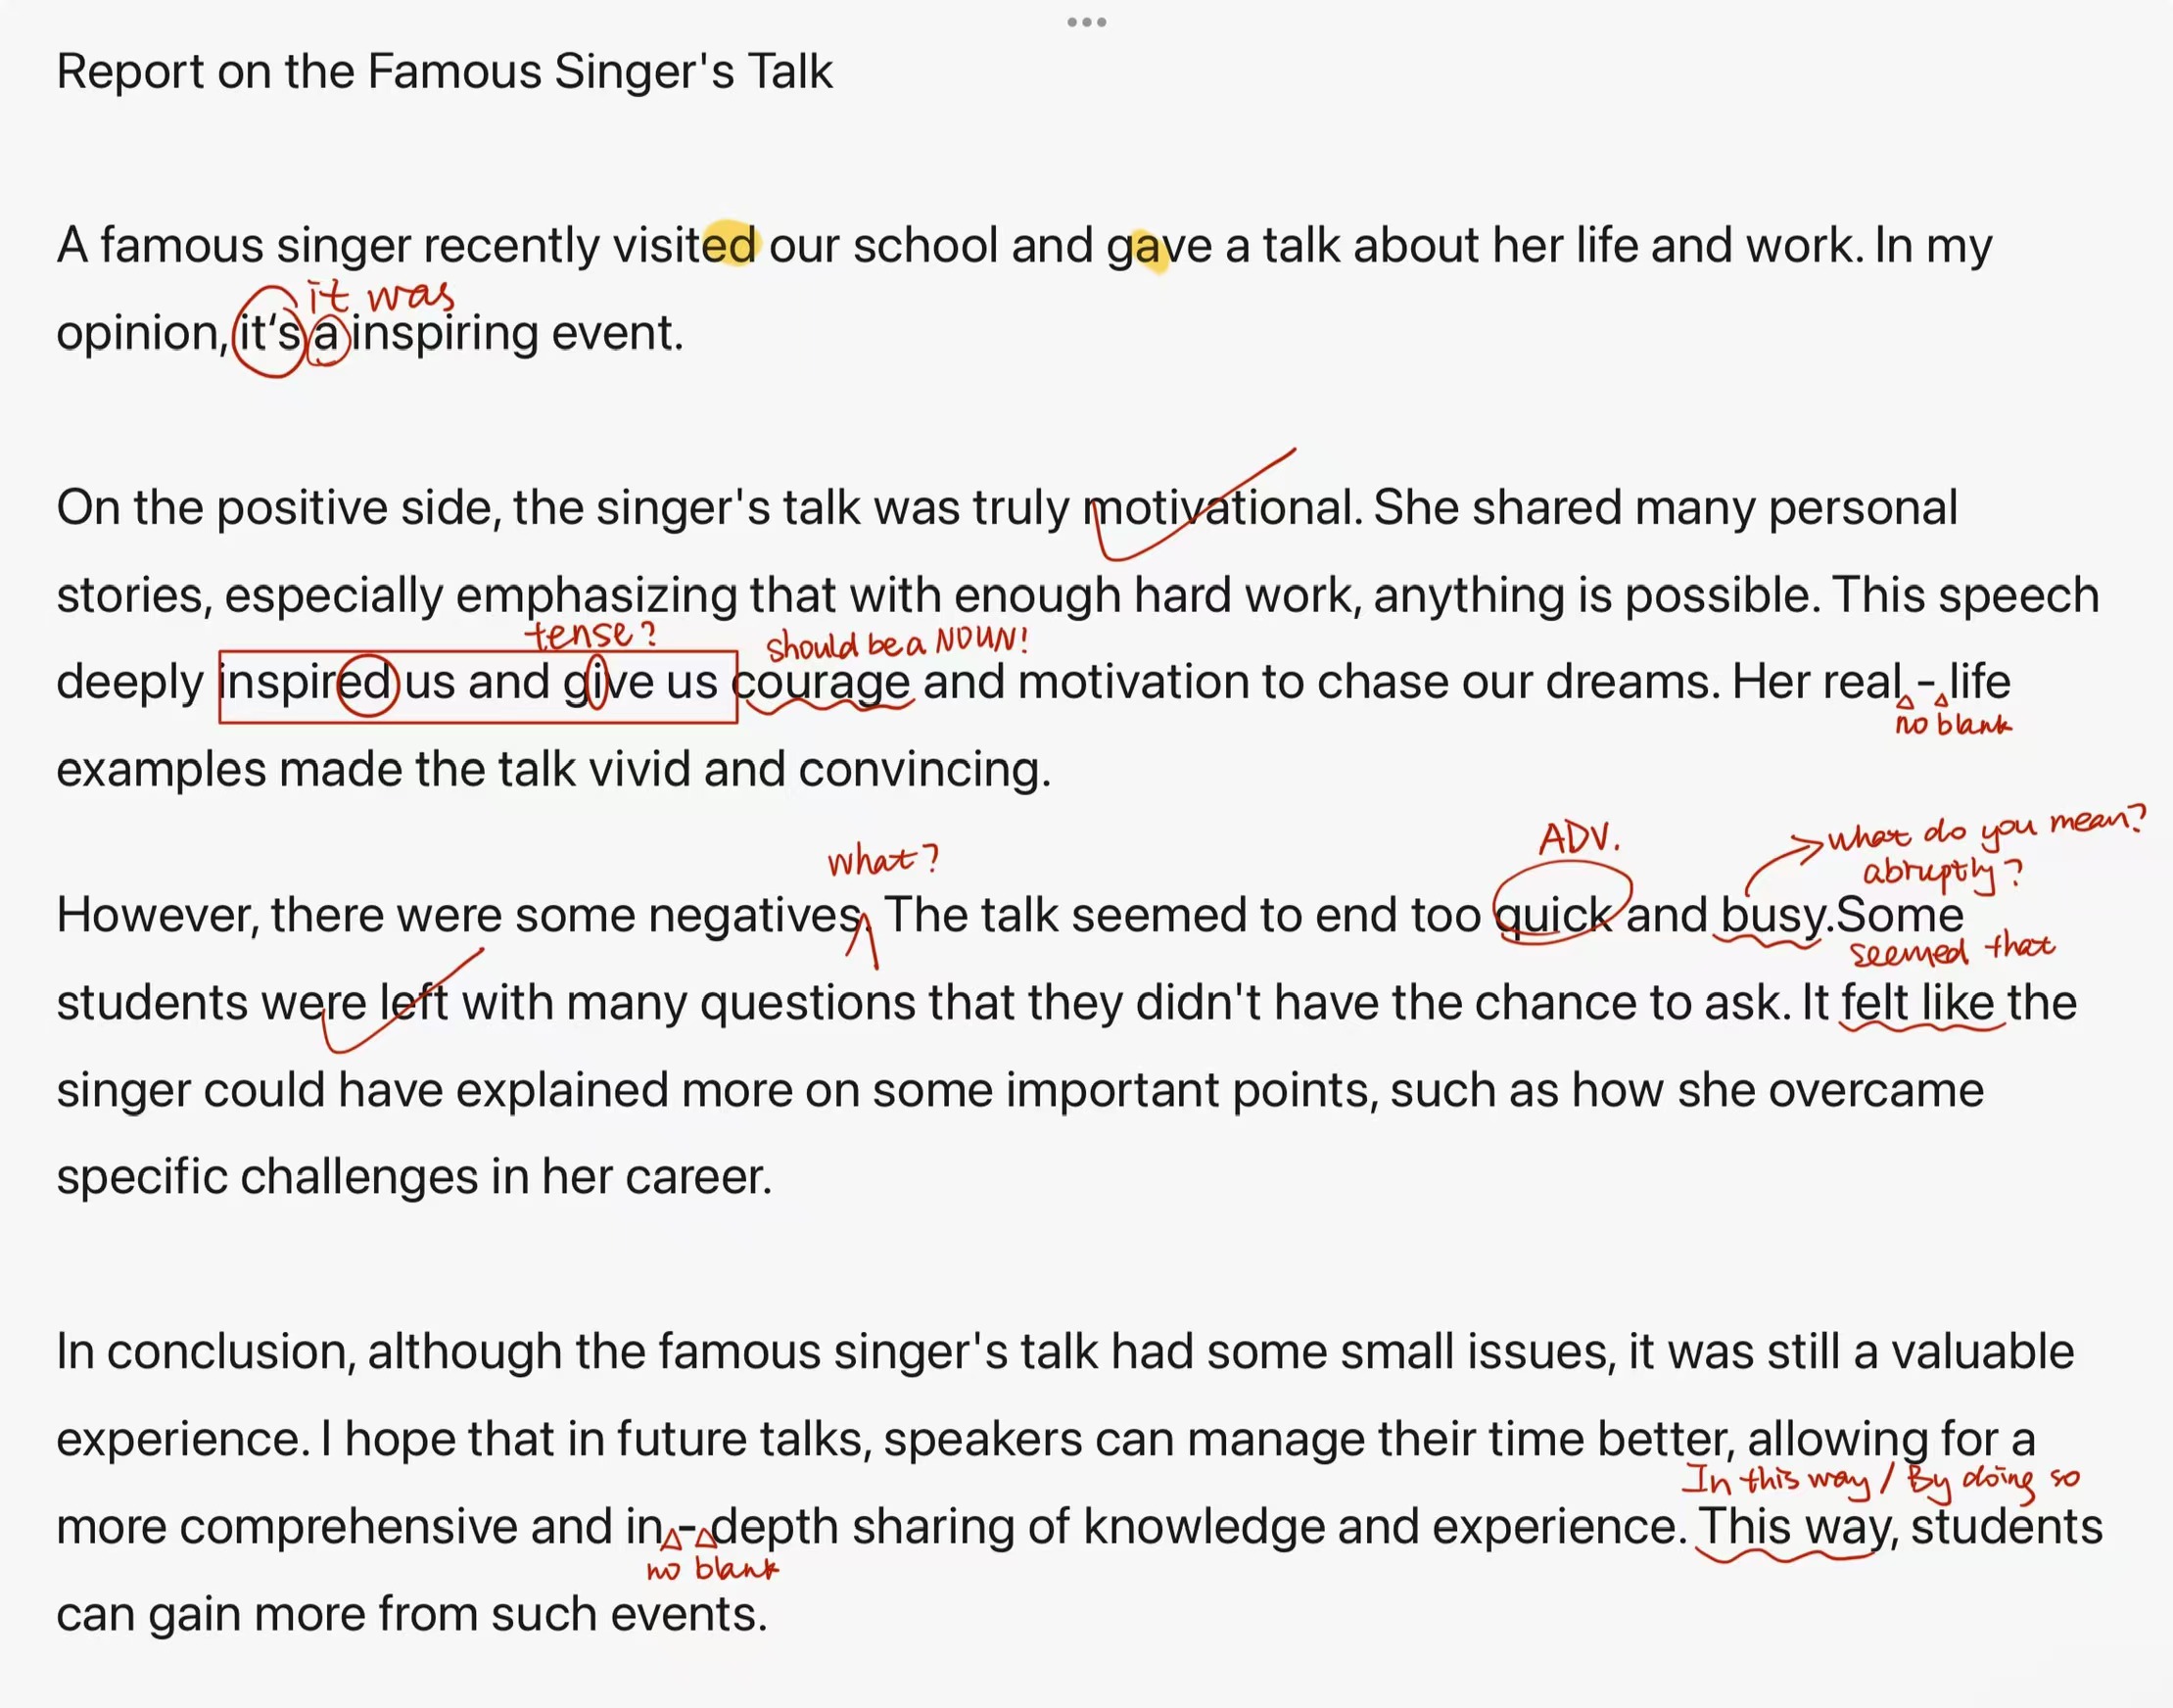 Report on the Famous Singer's Talk
A famous singer recently visited our school and gave a talk about her life and work. In my
it was
opinion, it‘s a inspiring event.
On the positive side, the singer's talk was truly motivational. She shared many personal
stories, especially emphasizing that with enough hard work, anything is possible. This speech
tense? should be a NOUN!
deeply inspired us and give us courage and motivation to chase our dreams. Her real - life
no blank
examples made the talk vivid and convincing.
what? ADV. what do you mean?
abruptly?
However, there were some negatives. The talk seemed to end too quick and busy.Some
seemed that
students were left with many questions that they didn't have the chance to ask. It felt like the
singer could have explained more on some important points, such as how she overcame
specific challenges in her career.
In conclusion, although the famous singer's talk had some small issues, it was still a valuable
experience. I hope that in future talks, speakers can manage their time better, allowing for a
In this way / By doing so
more comprehensive and in - depth sharing of knowledge and experience. This way, students
no blank
can gain more from such events.